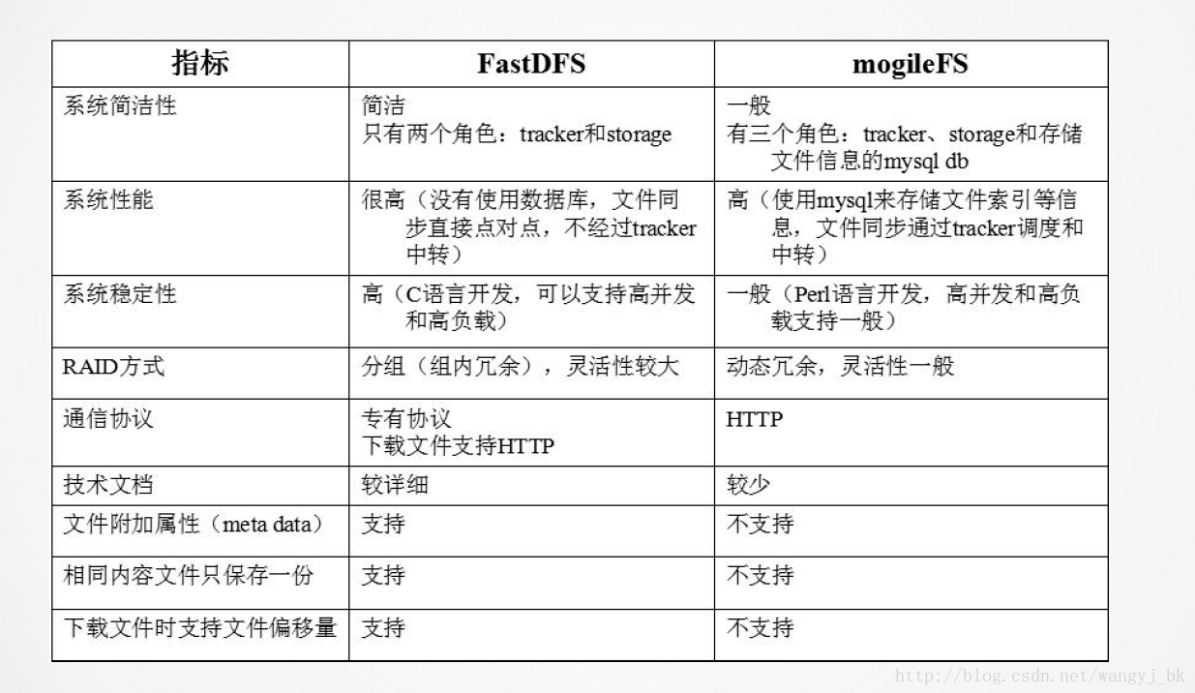 指标 FastDFS mogileFS
系统简洁性 简洁 一般
只有两个角色：tracker和storage 有三个角色：tracker、storage和存储
文件信息的mysql db
系统性能 很高（没有使用数据库，文件同 高（使用mysql来存储文件索引等信
步直接点对点，不经过tracker 息，文件同步通过tracker调度和
中转） 中转）
系统稳定性 高（C语言开发，可以支持高并发 一般（Perl语言开发，高并发和高负
和高负载） 载支持一般）
RAID方式 分组（组内冗余），灵活性较大 动态冗余，灵活性一般
通信协议 专有协议 HTTP
下载文件支持HTTP
技术文档 较详细 较少
文件附加属性（meta data） 支持 不支持
相同内容文件只保存一份 支持 不支持
下载文件时支持文件偏移量 支持 不支持
http://blog.csdn.net/wangyj_bk